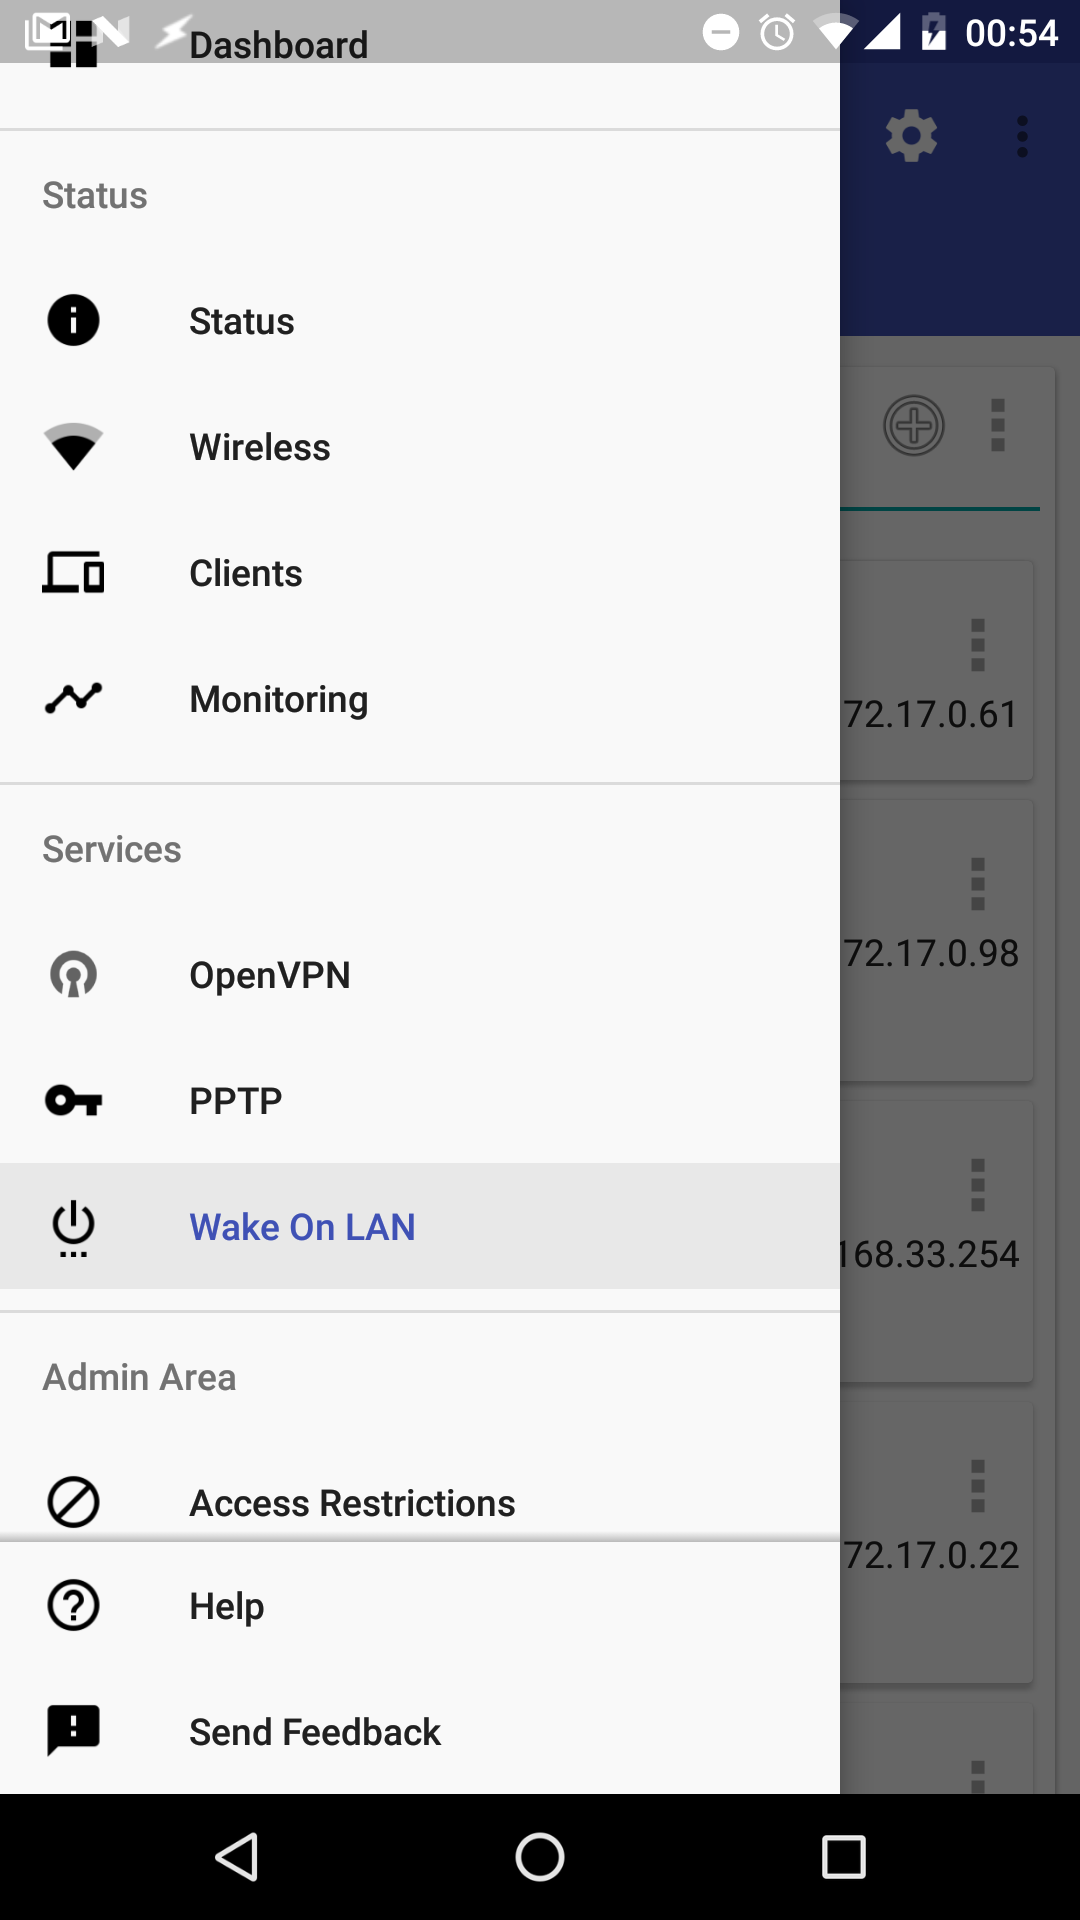 Dashboard
00:54
Status
Status
Wireless
Clients
Monitoring
72.17.0.61
Services
72.17.0.98
OpenVPN
PPTP
Wake On LAN
168.33.254
Admin Area
Access Restrictions
72.17.0.22
Help
Send Feedback